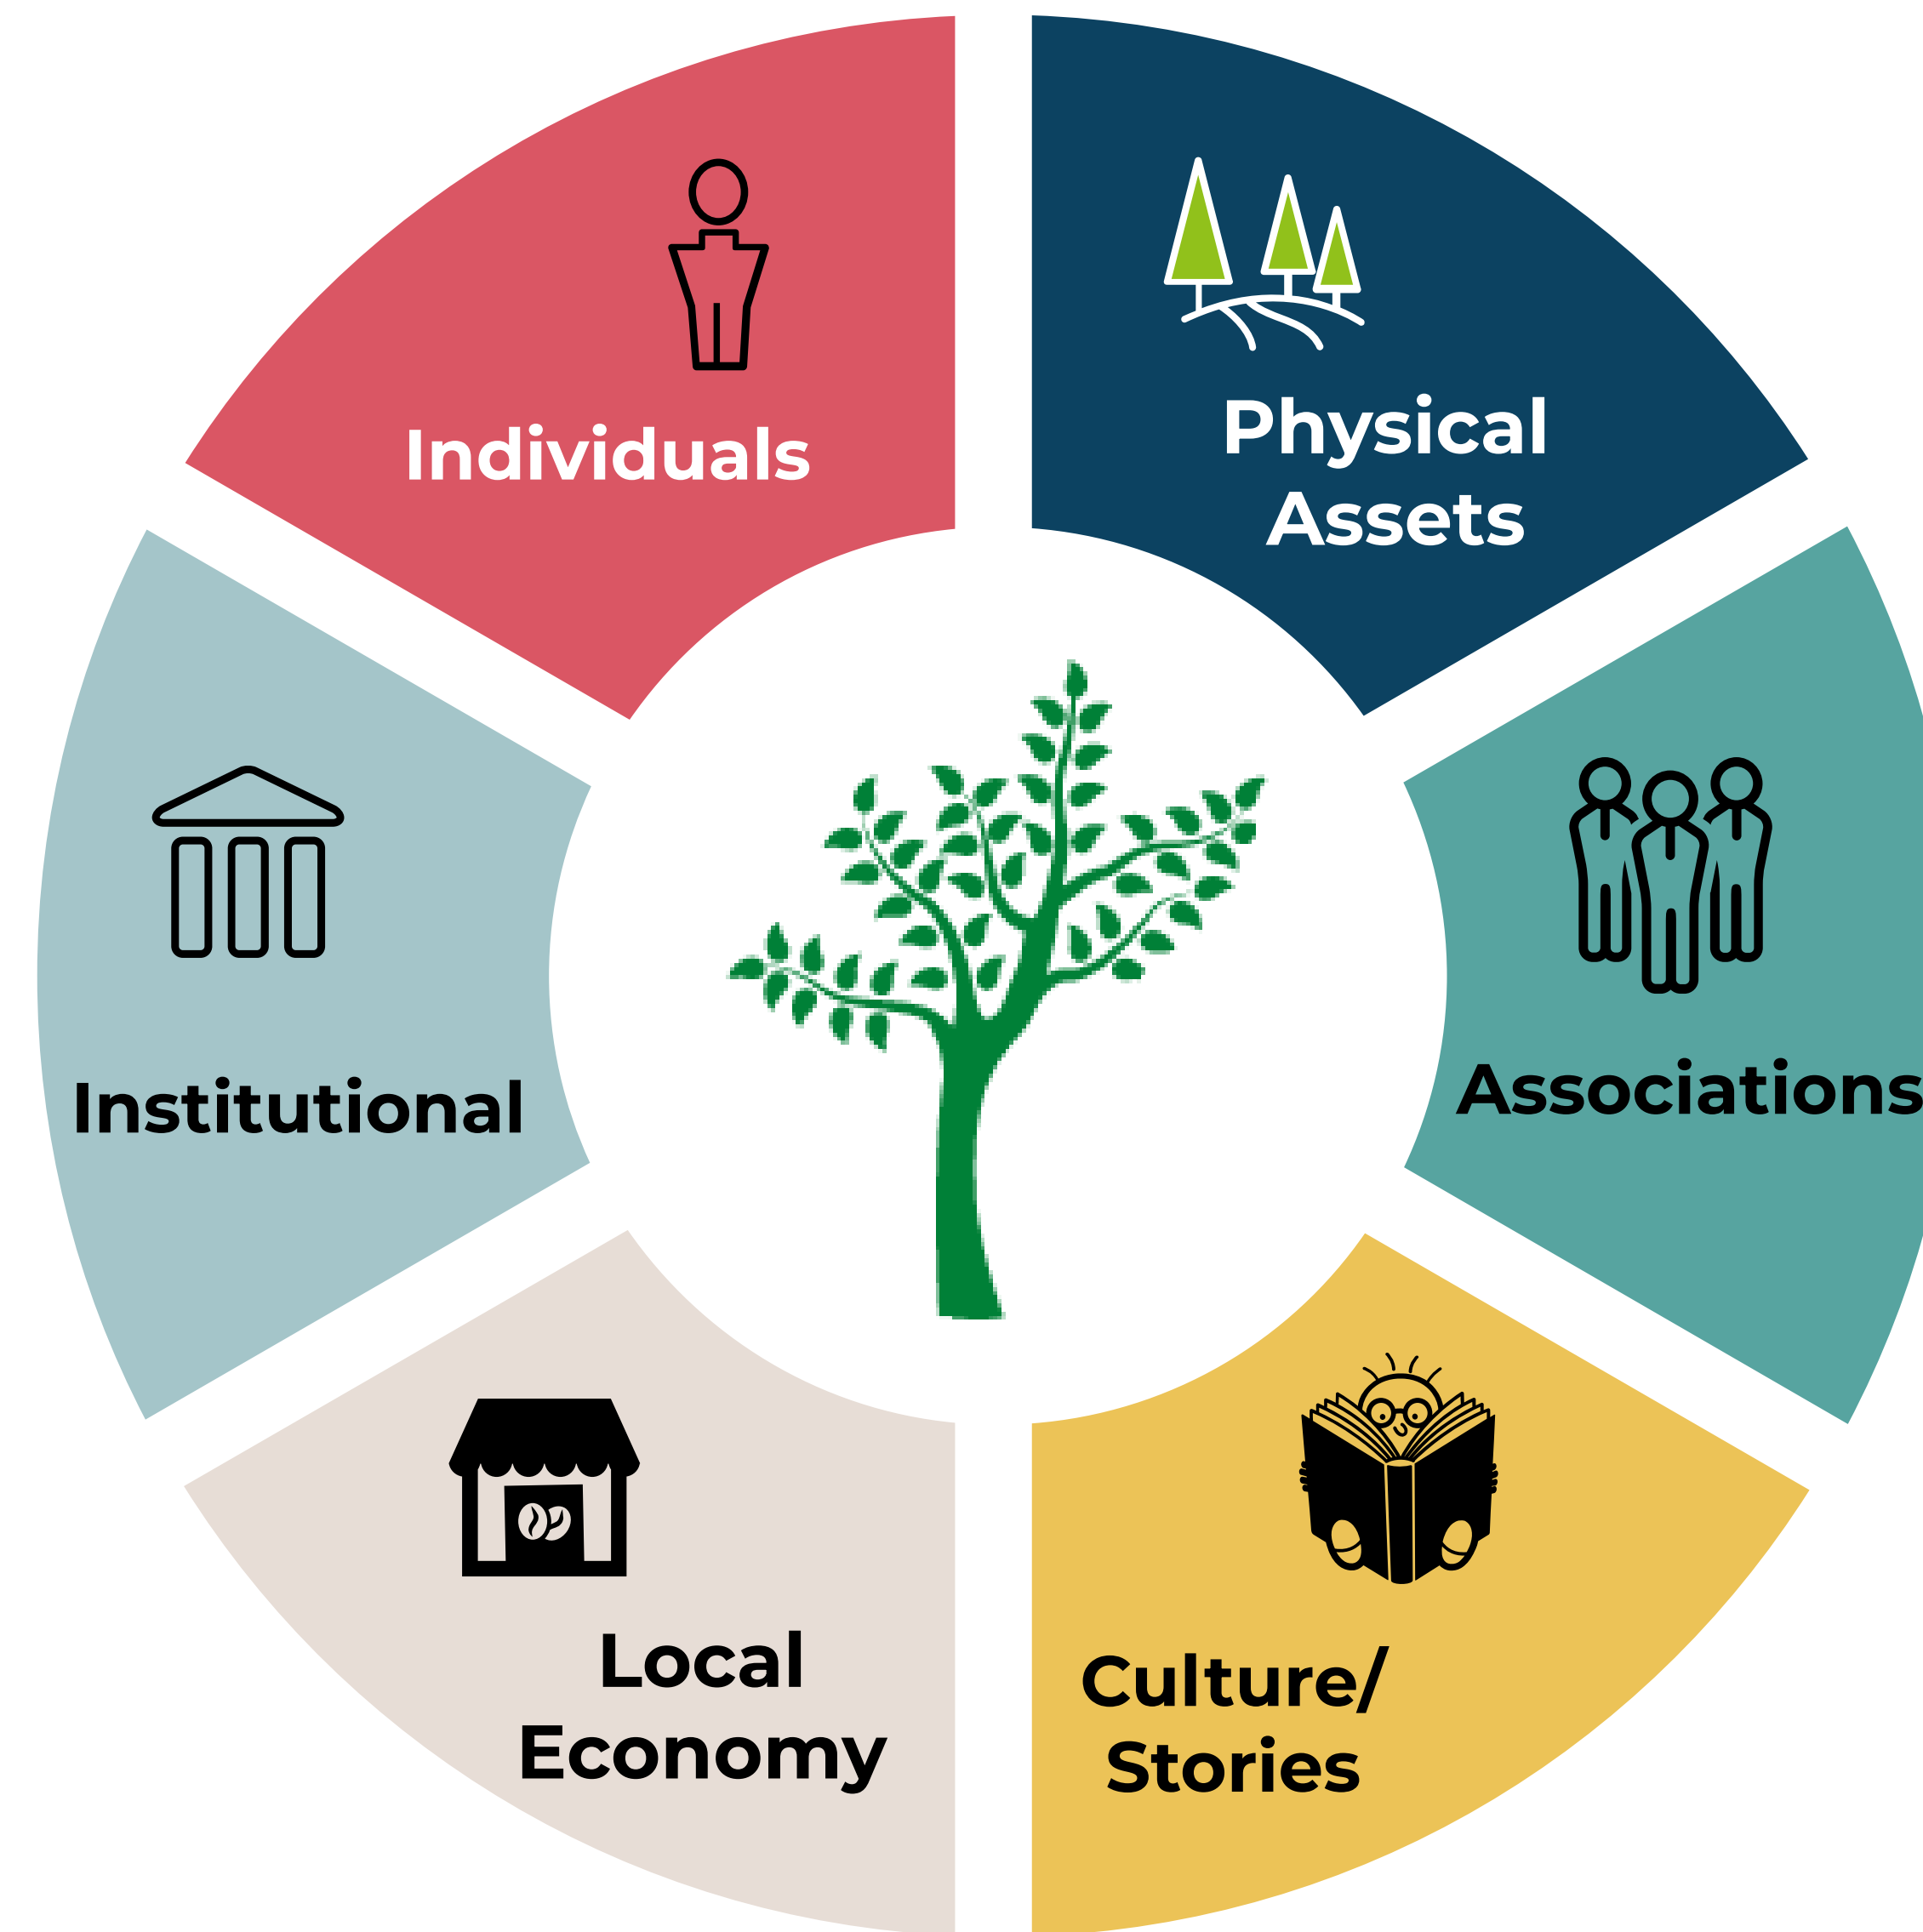 Individuals
Physical
Assets
Institutional
Associations
Local
Economy
Culture/
Stories